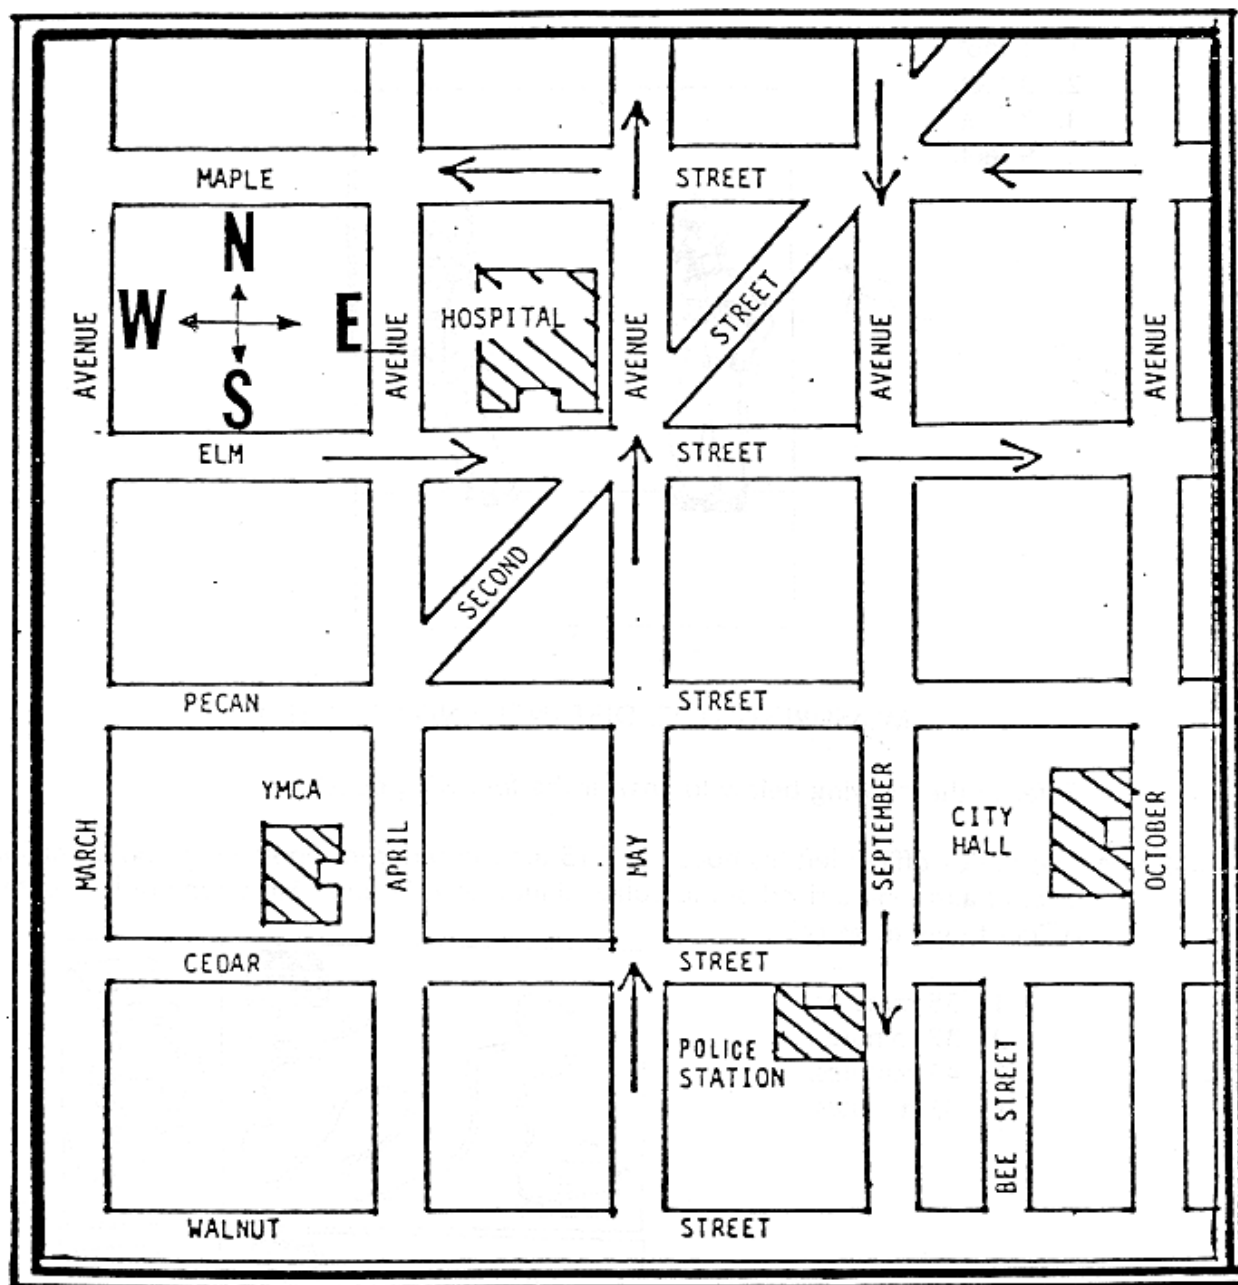 MAPLE STREET
N
W E
S
HOSPITAL
STREET
AVENUE
AVENUE
AVENUE
AVENUE
AVENUE
ELM STREET
SECOND
PECAN STREET
YMCA
CITY
HALL
MARCH
APRIL
MAY
SEPTEMBER
OCTOBER
CEDAR STREET
POLICE
STATION
BEE STREET
WALNUT STREET